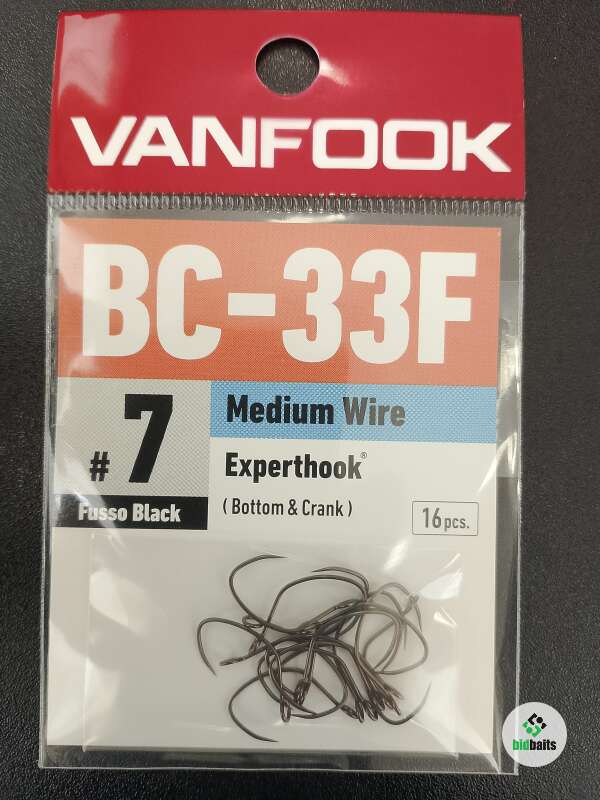 VANFOOK
BC-33F
#7
Medium Wire
Fusso Black
Experthook®
(Bottom & Crank)
16pcs.
bidbaits